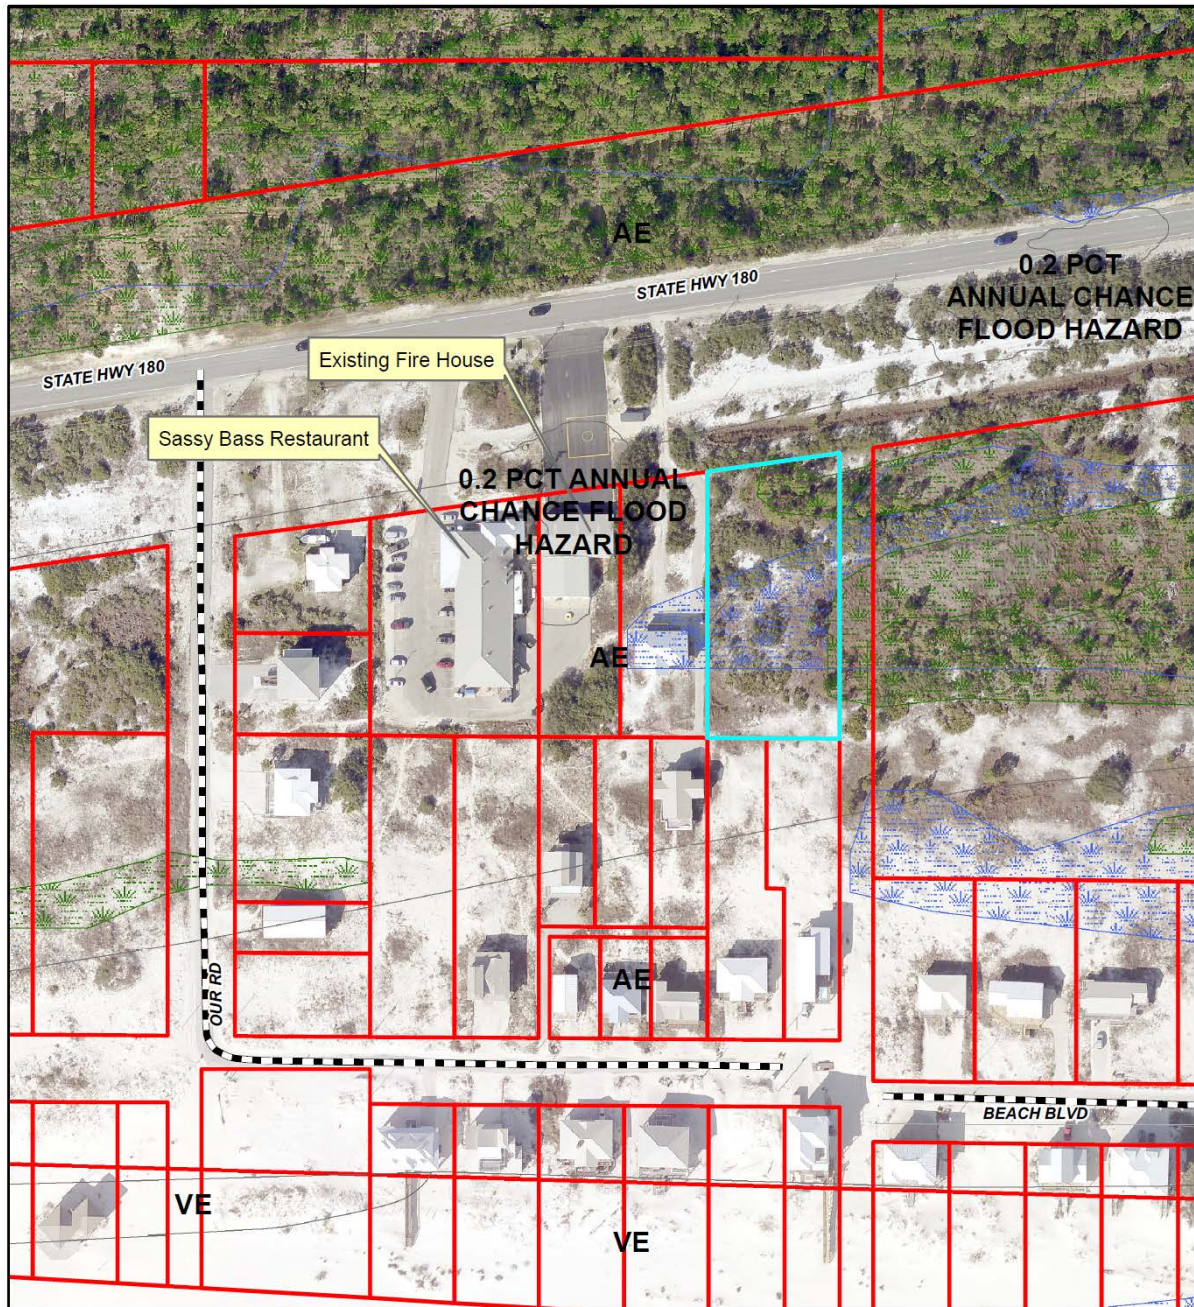 AE
0.2 PCT
ANNUAL CHANCE
FLOOD HAZARD
STATE HWY 180
Existing Fire House
STATE HWY 180
Sassy Bass Restaurant
0.2 PCT ANNUAL
CHANCE FLOOD
HAZARD
AE
AE
OUR RD
BEACH BLVD
VE
VE